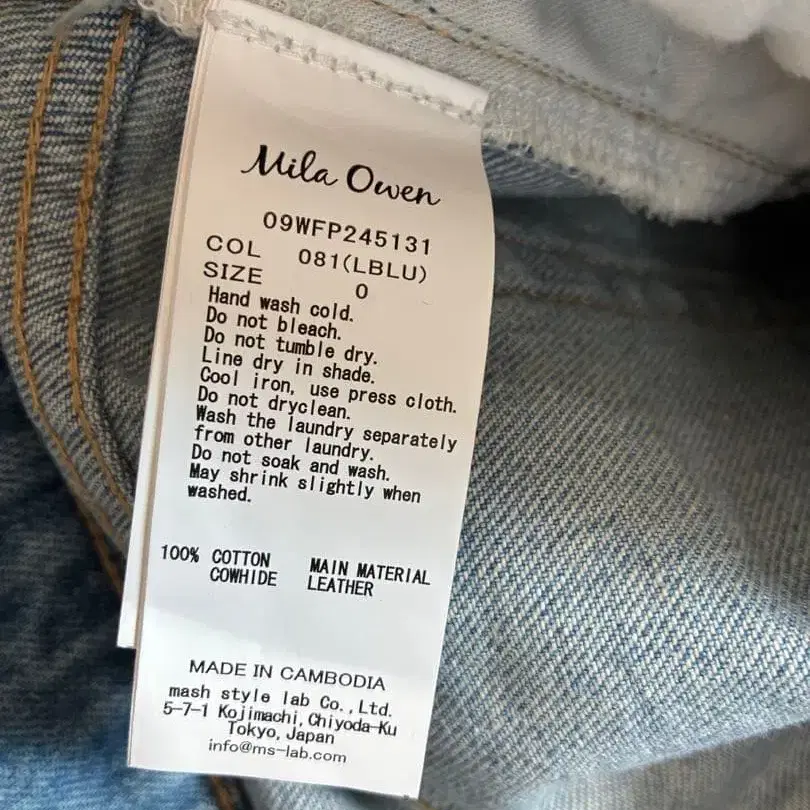 Mila Owen
09WFP245131
COL 081(LBLU)
SIZE 0
Hand wash cold.
Do not bleach.
Do not tumble dry.
Line dry in shade.
Cool iron, use press cloth.
Do not dryclean.
Wash the laundry separately
from other laundry.
Do not soak and wash.
May shrink slightly when
washed.
100% COTTON MAIN MATERIAL
COWHIDE LEATHER
MADE IN CAMBODIA
mash style lab Co.,Ltd.
5-7-1 Kojimachi,Chiyoda-Ku
Tokyo,Japan
info@ms-lab.com